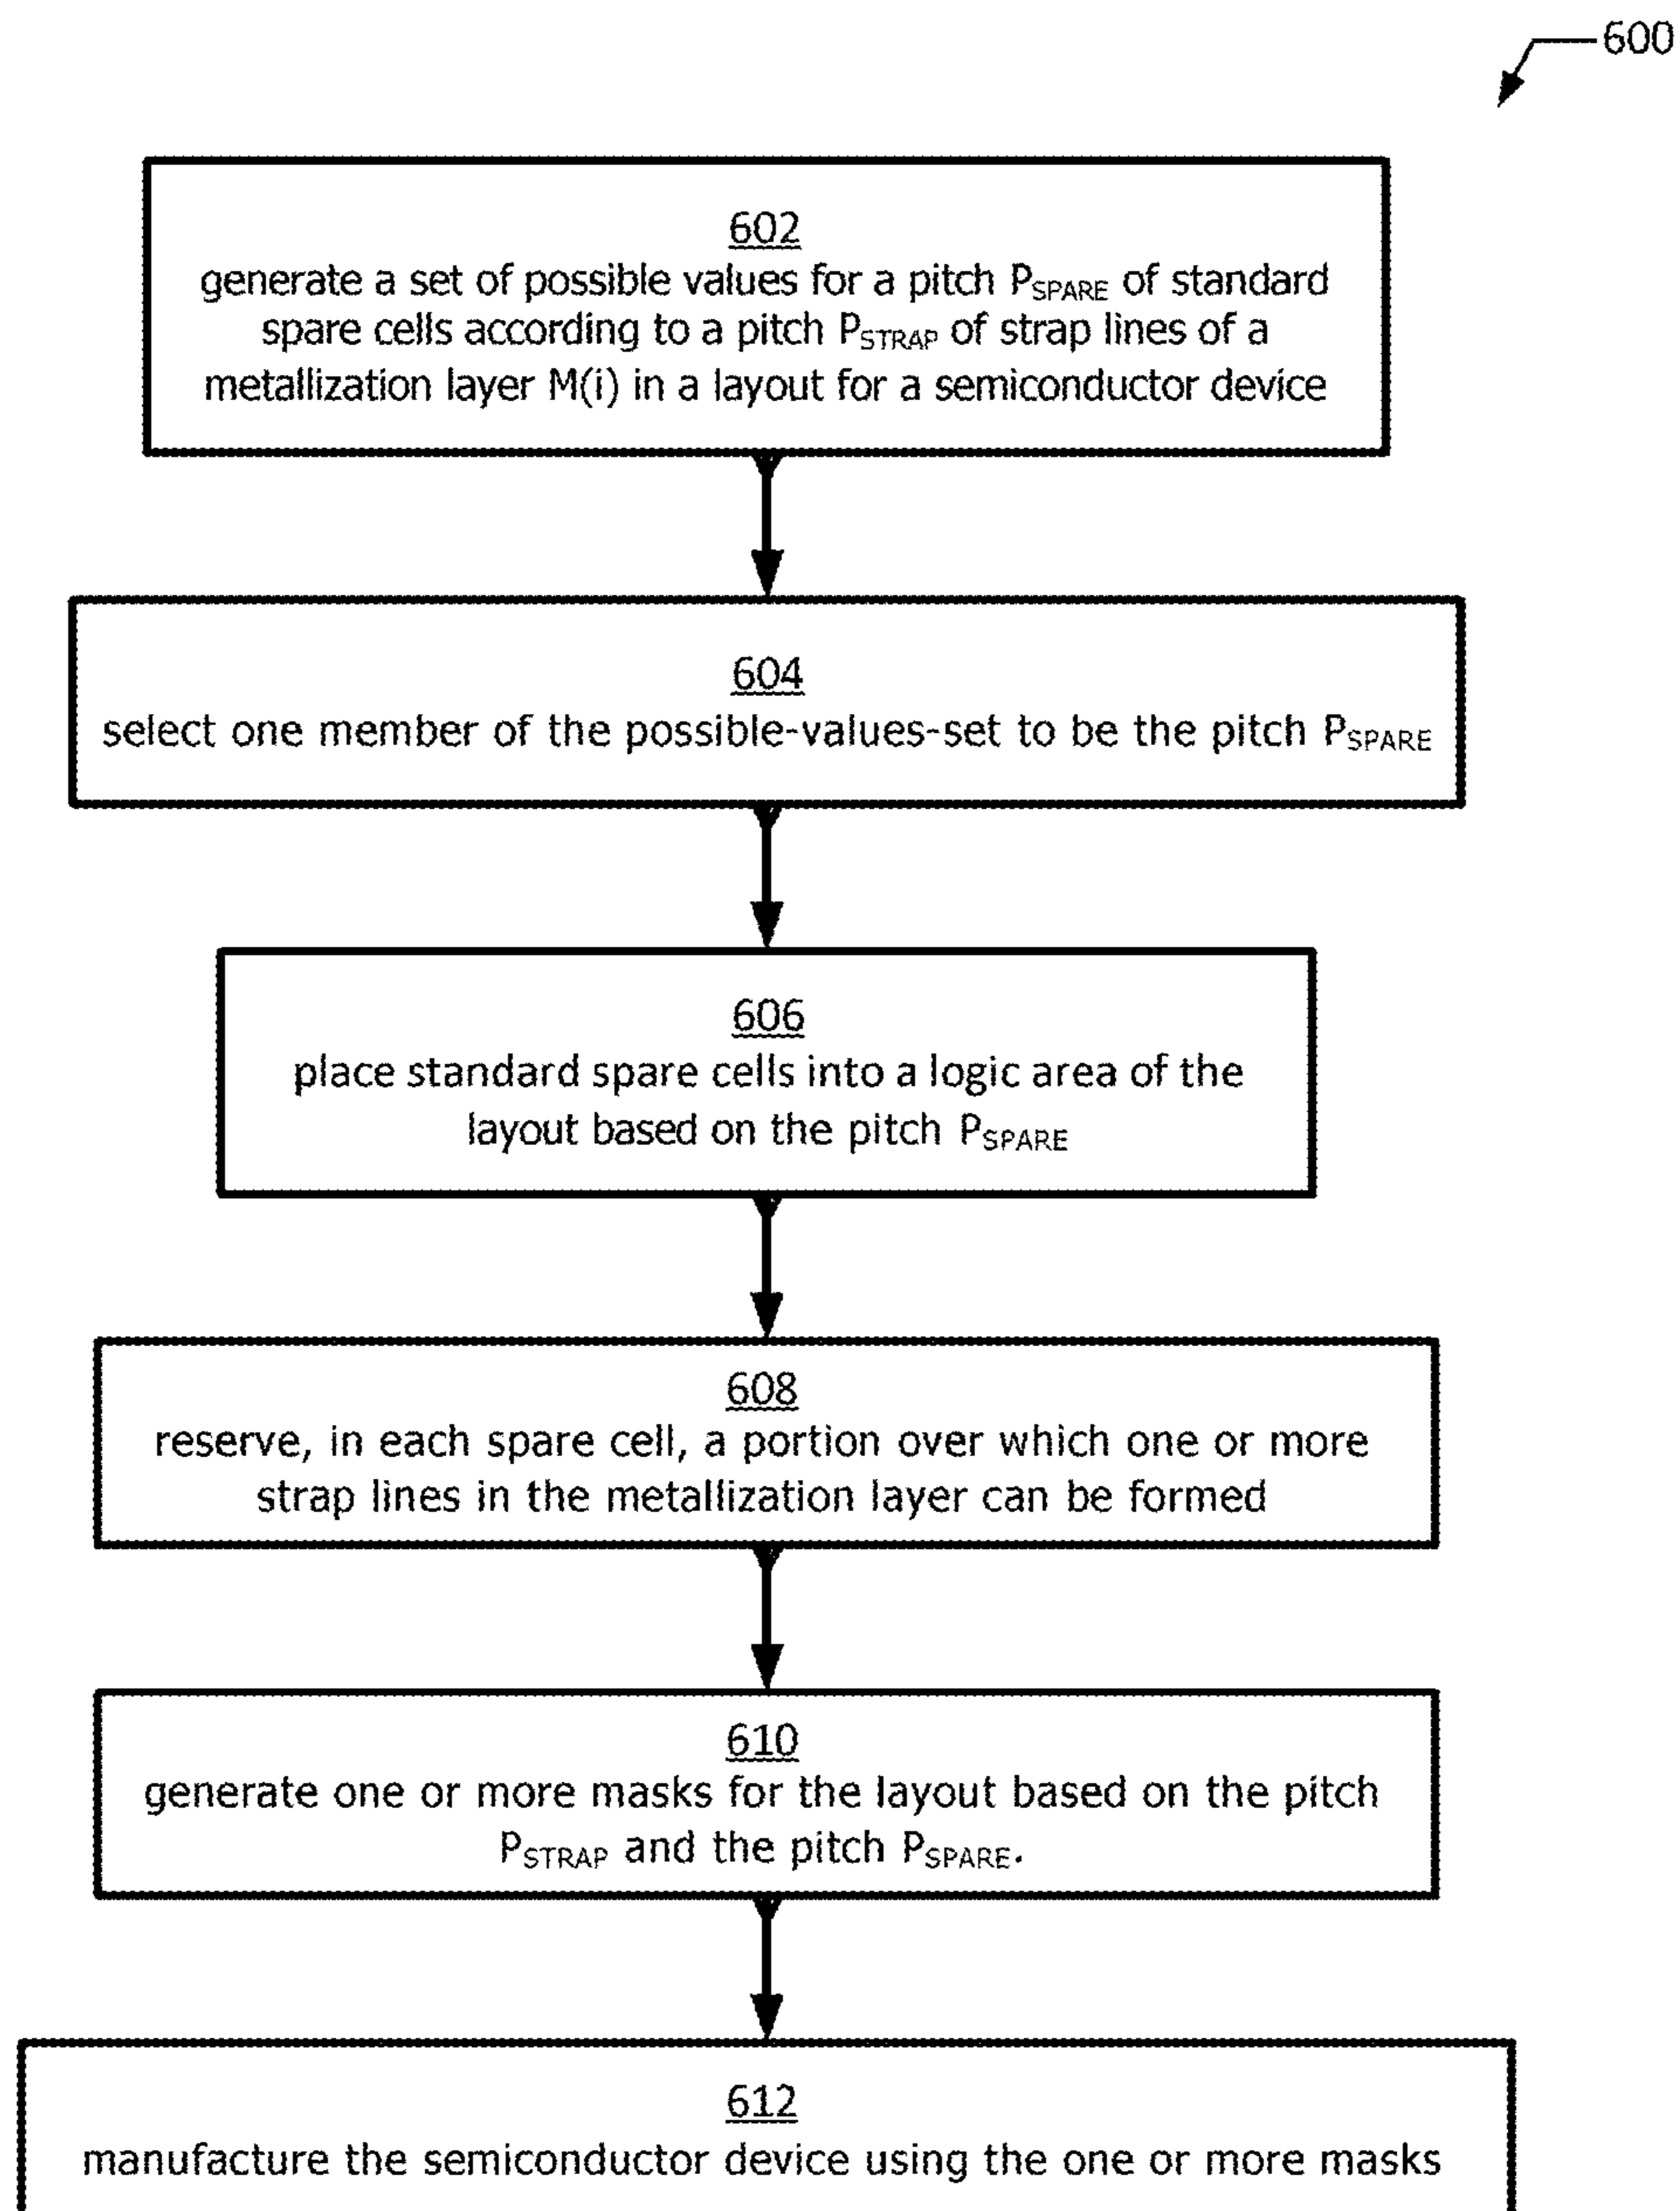 600
602
generate a set of possible values for a pitch PSPARE of standard
spare cells according to a pitch PSTRAP of strap lines of a
metallization layer M(i) in a layout for a semiconductor device
604
select one member of the possible-values-set to be the pitch PSPARE
606
place standard spare cells into a logic area of the
layout based on the pitch PSPARE
608
reserve, in each spare cell, a portion over which one or more
strap lines in the metallization layer can be formed
610
generate one or more masks for the layout based on the pitch
PSTRAP and the pitch PSPARE.
612
manufacture the semiconductor device using the one or more masks